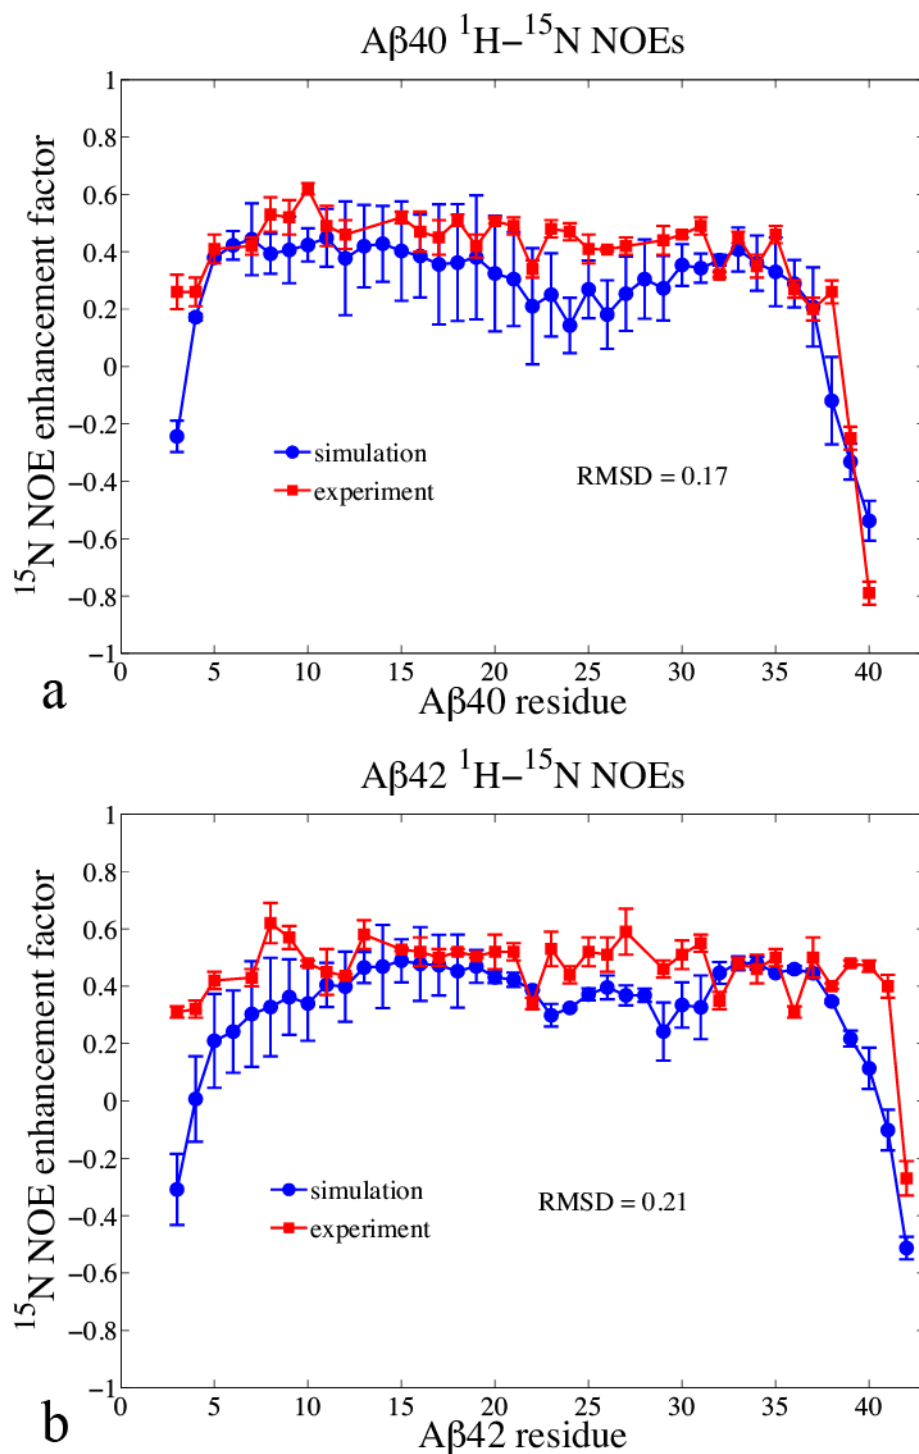 Aβ40 ¹H–¹⁵N NOEs
1
0.8
0.6
0.4
0.2
0
−0.2
−0.4
−0.6
−0.8
−1
¹⁵N NOE enhancement factor
simulation
experiment
RMSD = 0.17
0 5 10 15 20 25 30 35 40
Aβ40 residue
a
Aβ42 ¹H–¹⁵N NOEs
1
0.8
0.6
0.4
0.2
0
−0.2
−0.4
−0.6
−0.8
−1
¹⁵N NOE enhancement factor
simulation
experiment
RMSD = 0.21
0 5 10 15 20 25 30 35 40
Aβ42 residue
b